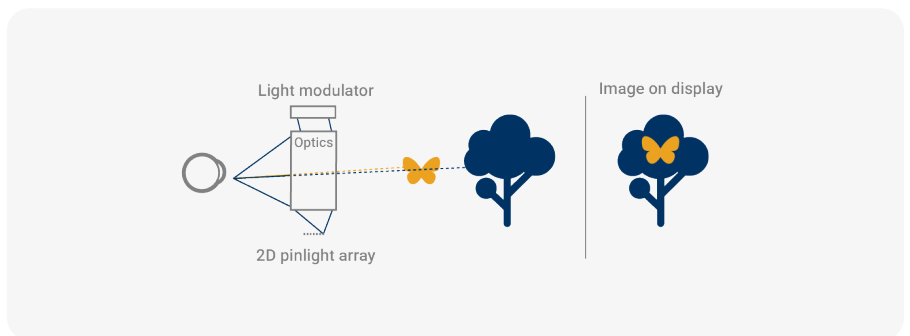 Light modulator
Image on display
Optics
2D pinlight array